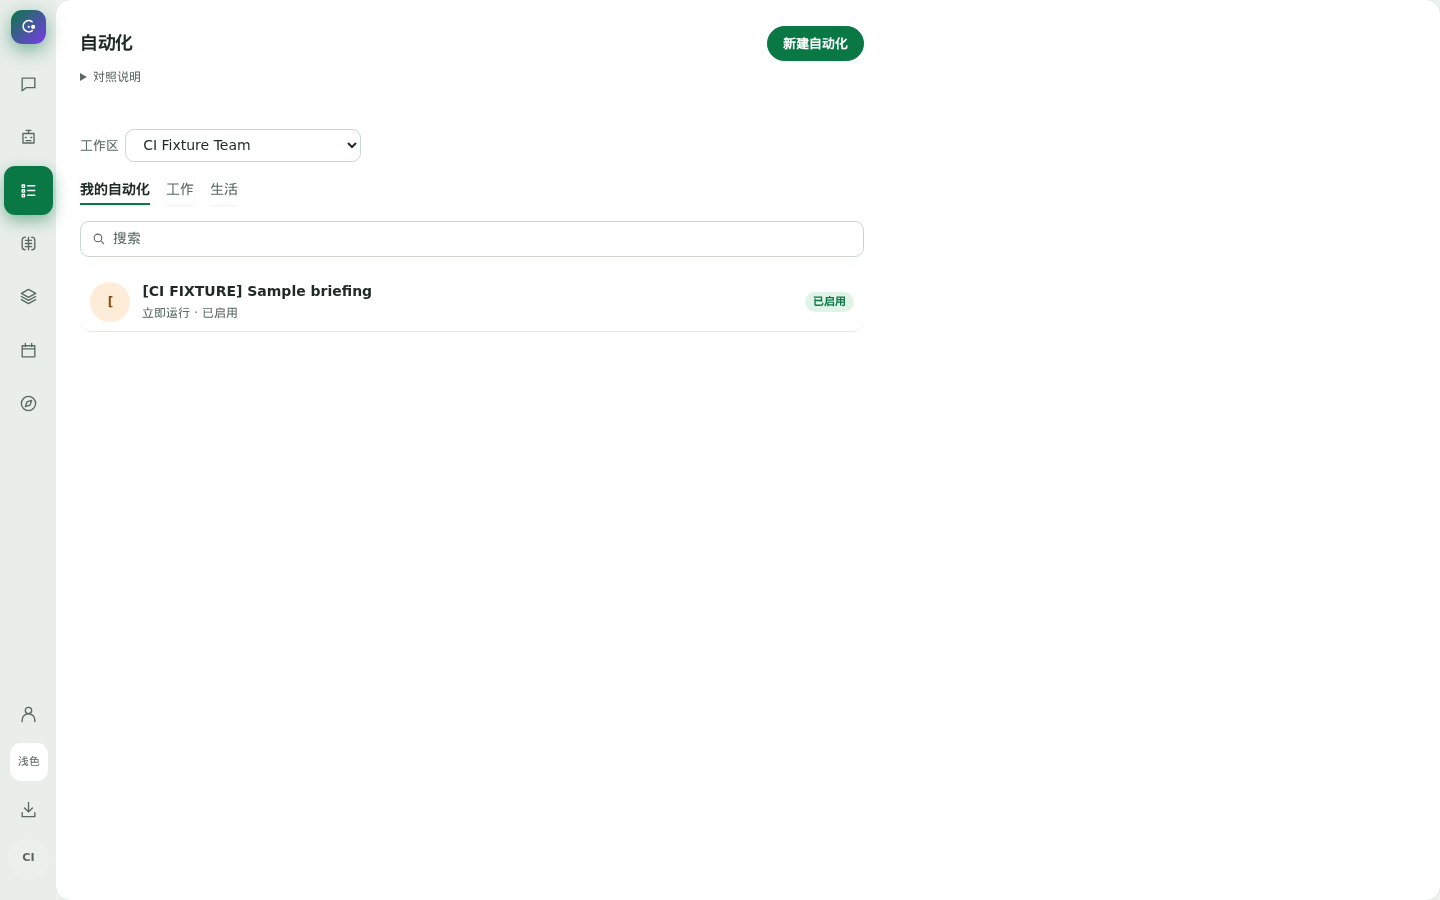 自动化
新建自动化
对照说明
工作区
CI Fixture Team
我的自动化 工作 生活
搜索
[
[CI FIXTURE] Sample briefing
立即运行 · 已启用
已启用
浅色
CI